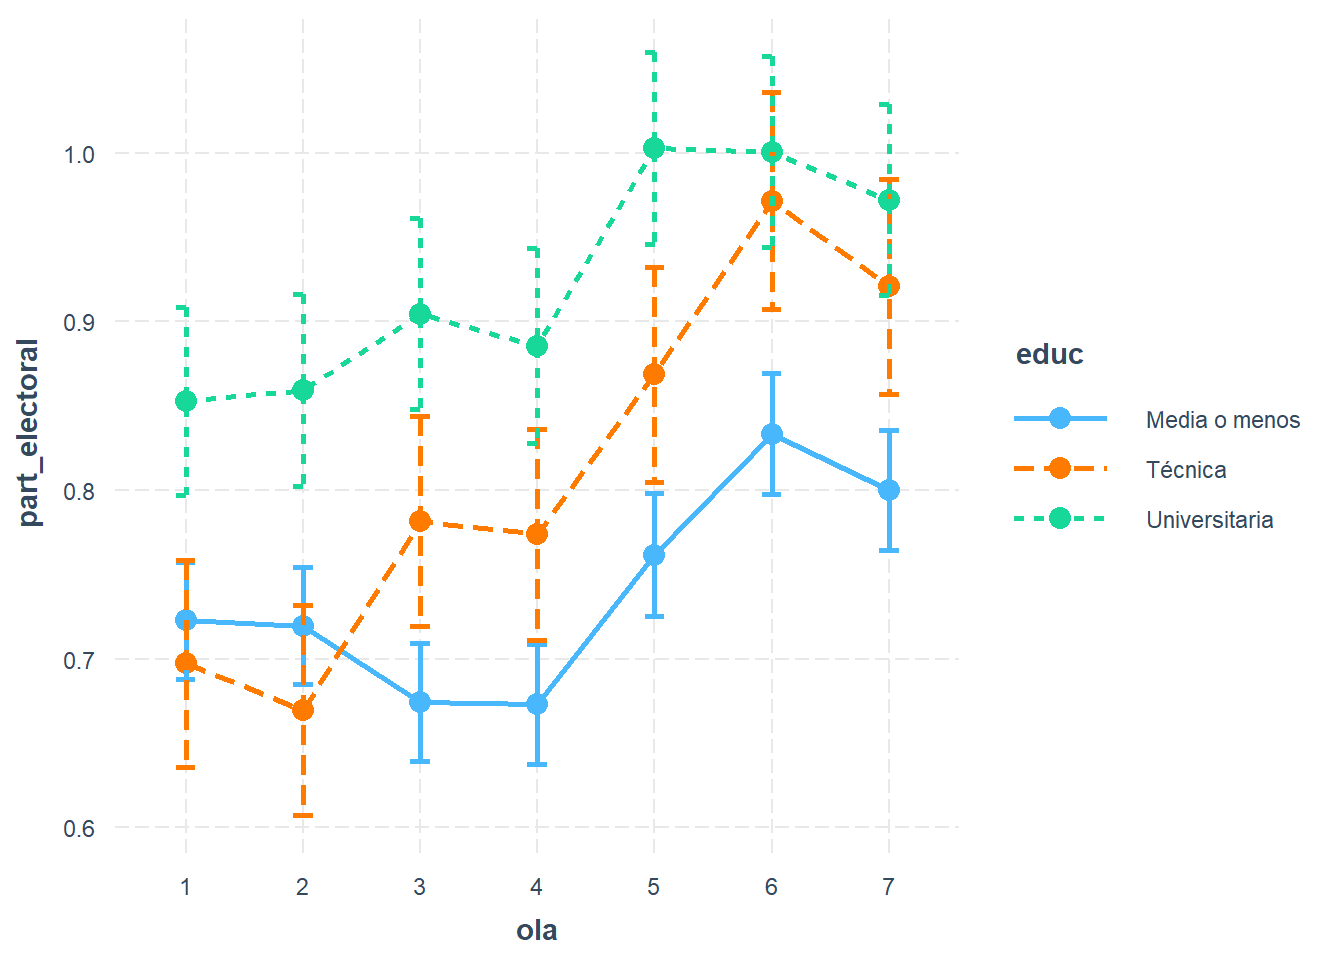 part_electoral
1.0
0.9
0.8
0.7
0.6
1 2 3 4 5 6 7
ola
educ
Media o menos
Técnica
Universitaria